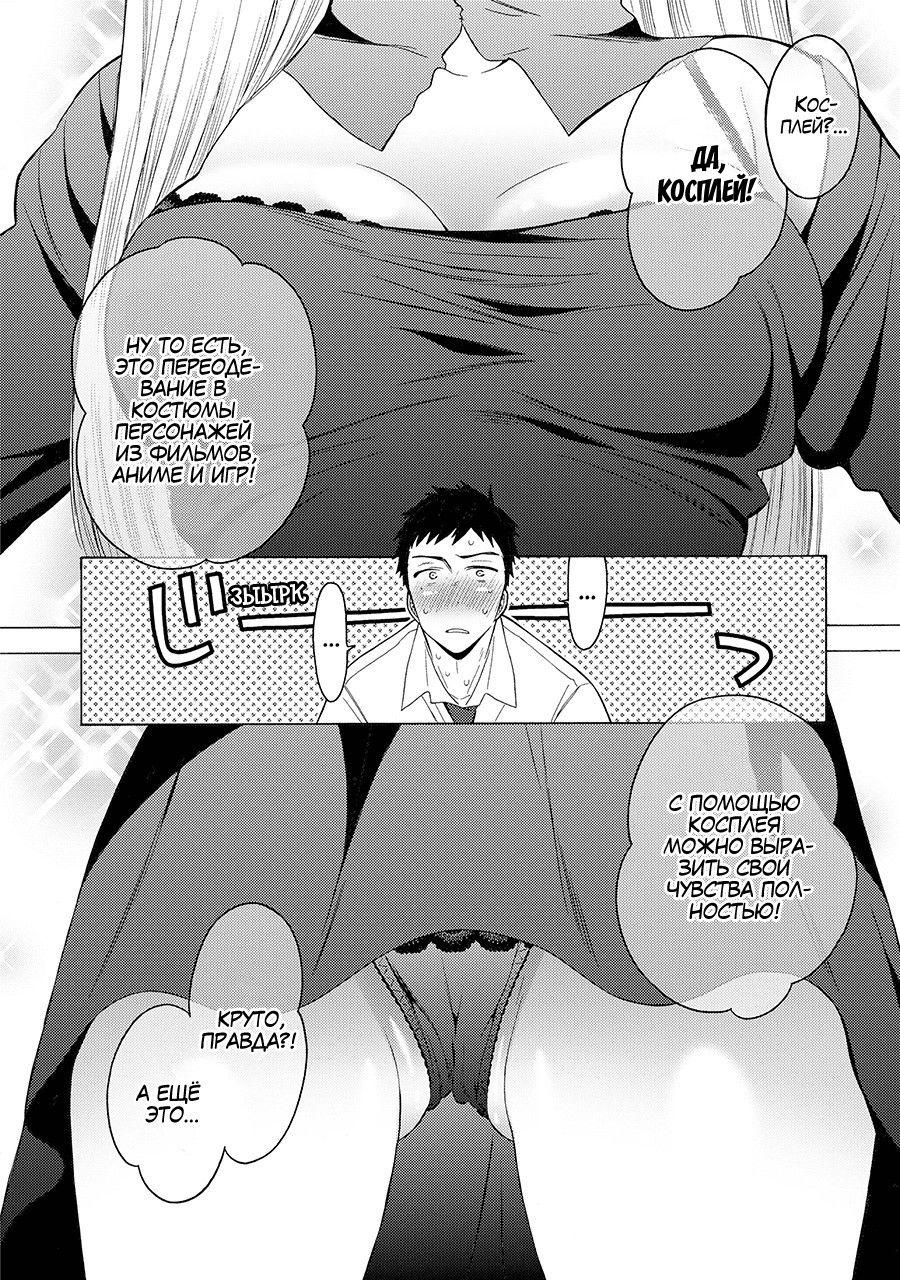 КОС-
ПЛЕЙ?...
ДА,
КОСПЛЕЙ!
НУ ТО ЕСТЬ,
ЭТО ПЕРЕОДЕ-
ВАНИЕ В
КОСТЮМЫ
ПЕРСОНАЖЕЙ
ИЗ ФИЛЬМОВ,
АНИМЕ И ИГР!
ЗЫЫРК
...
...
С ПОМОЩЬЮ
КОСПЛЕЯ
МОЖНО ВЫРА-
ЗИТЬ СВОИ
ЧУВСТВА ПОЛ-
НОСТЬЮ!
КРУТО,
ПРАВДА?!
А ЕЩЁ
ЭТО...